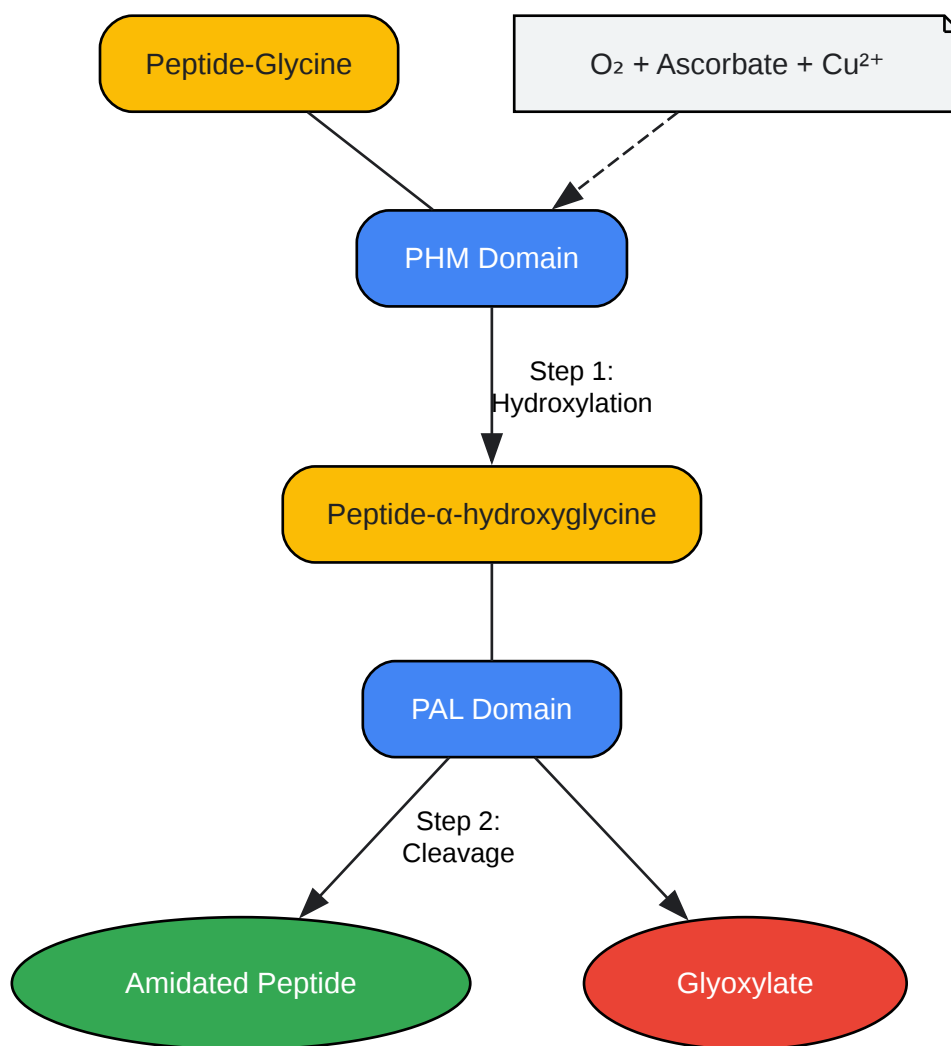 Peptide-Glycine
O₂ + Ascorbate + Cu²⁺
PHM Domain
Step 1:
Hydroxylation
Peptide-α-hydroxyglycine
PAL Domain
Step 2:
Cleavage
Amidated Peptide
Glyoxylate